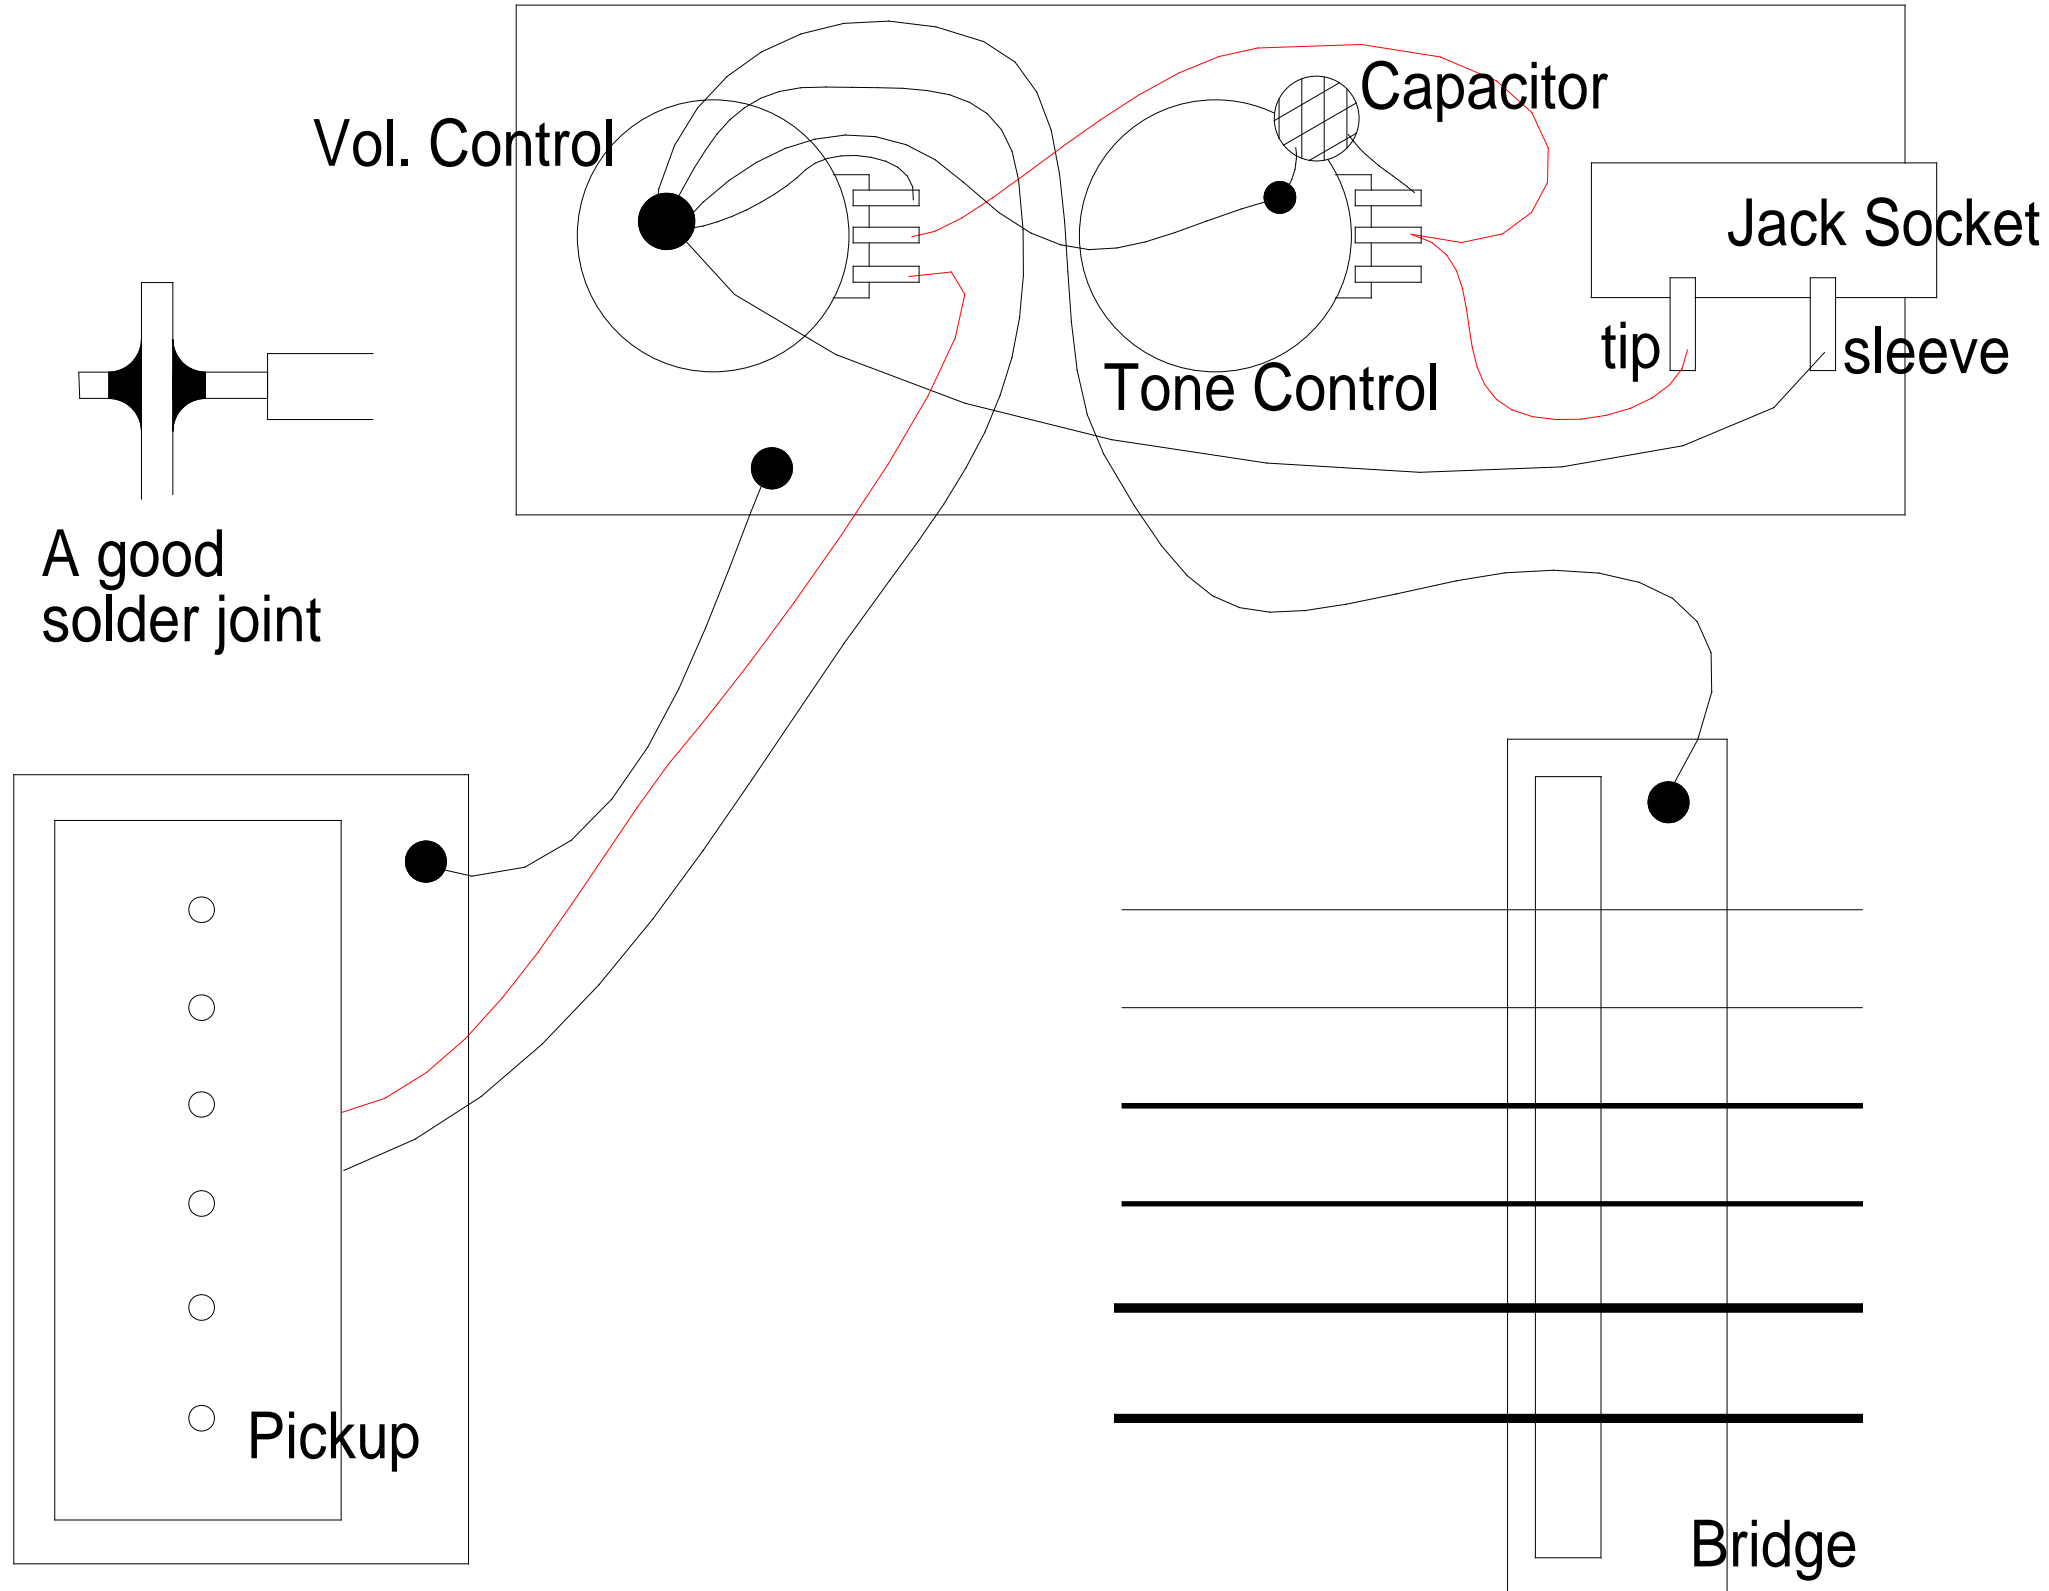 Capacitor
Vol. Control
Jack Socket
tip
sleeve
Tone Control
A good
solder joint
Pickup
Bridge